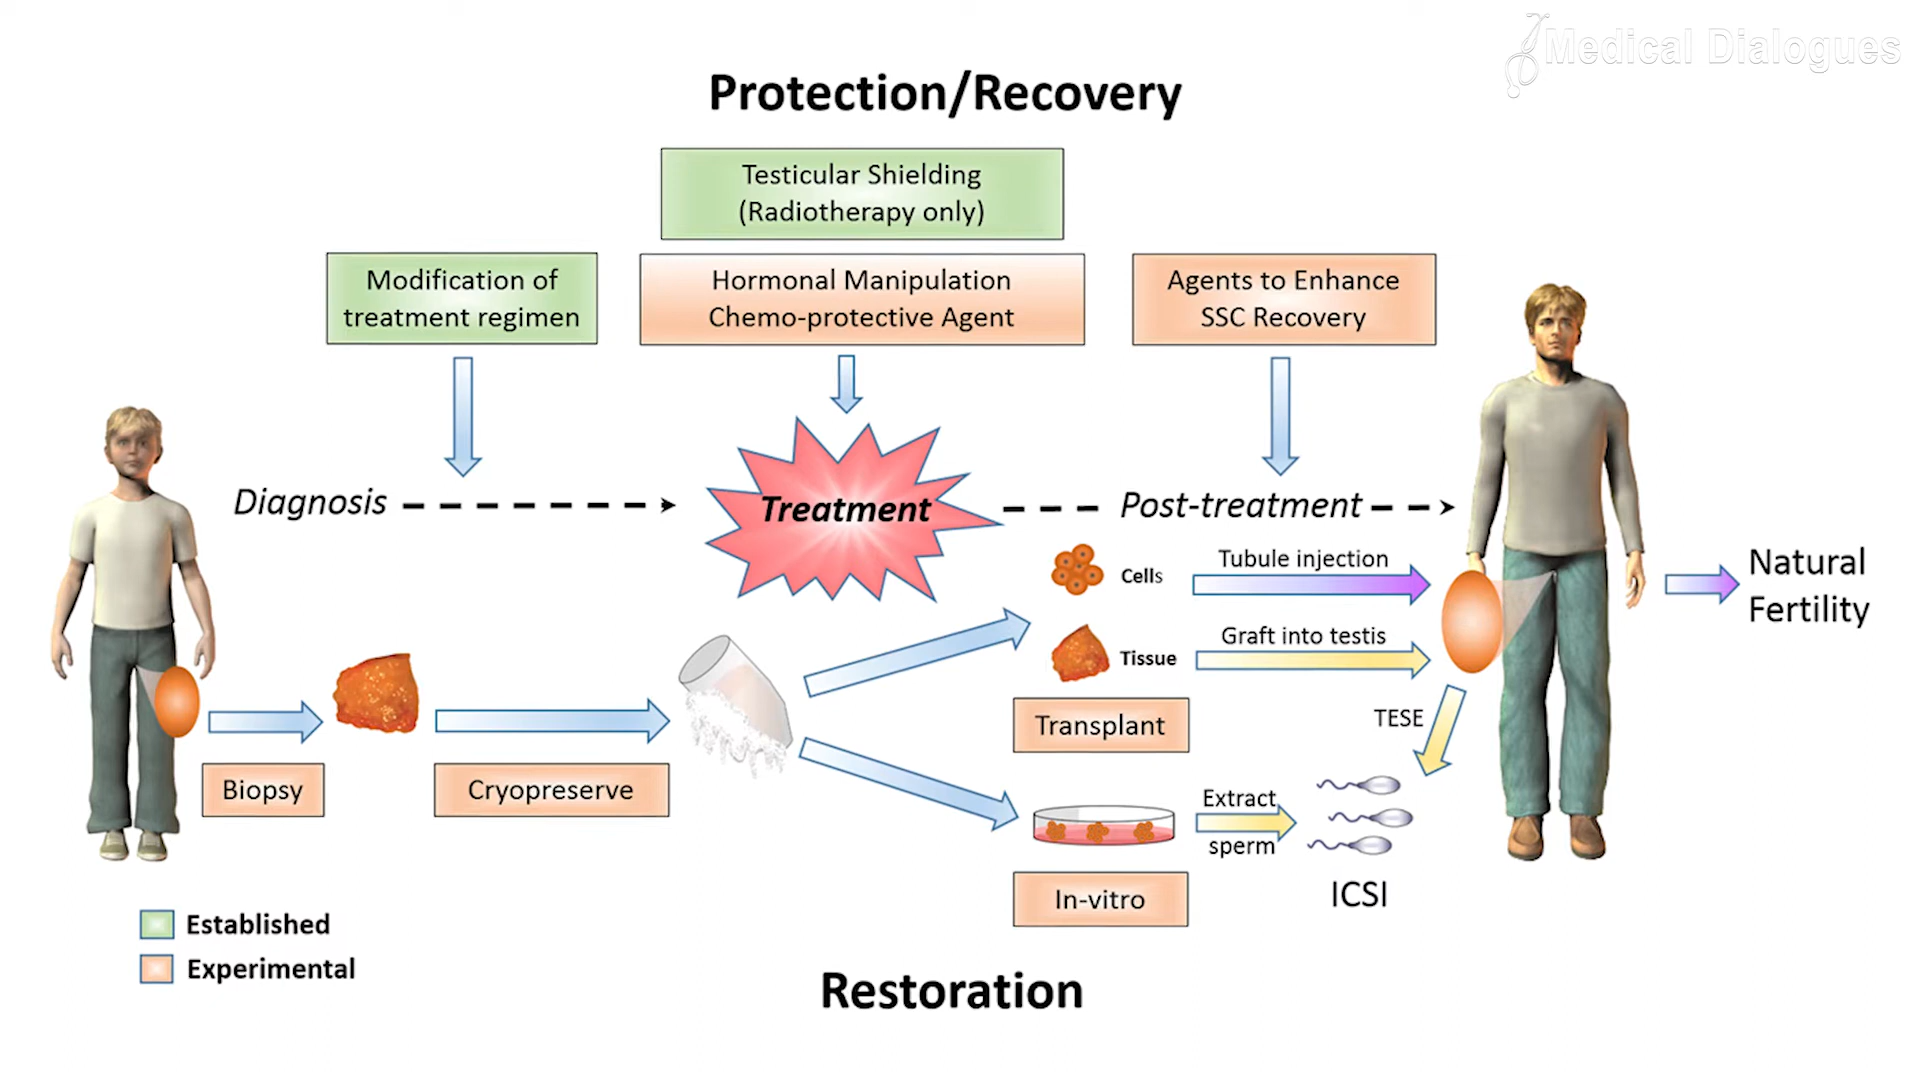 Medical Dialogues
Protection/Recovery
Testicular Shielding
(Radiotherapy only)
Modification of
treatment regimen
Hormonal Manipulation
Chemo-protective Agent
Agents to Enhance
SSC Recovery
Diagnosis
Treatment
Post-treatment
Cells
Tubule injection
Natural
Fertility
Tissue
Graft into testis
Transplant
TESE
Biopsy
Cryopreserve
Extract
sperm
In-vitro
ICSI
Established
Experimental
Restoration